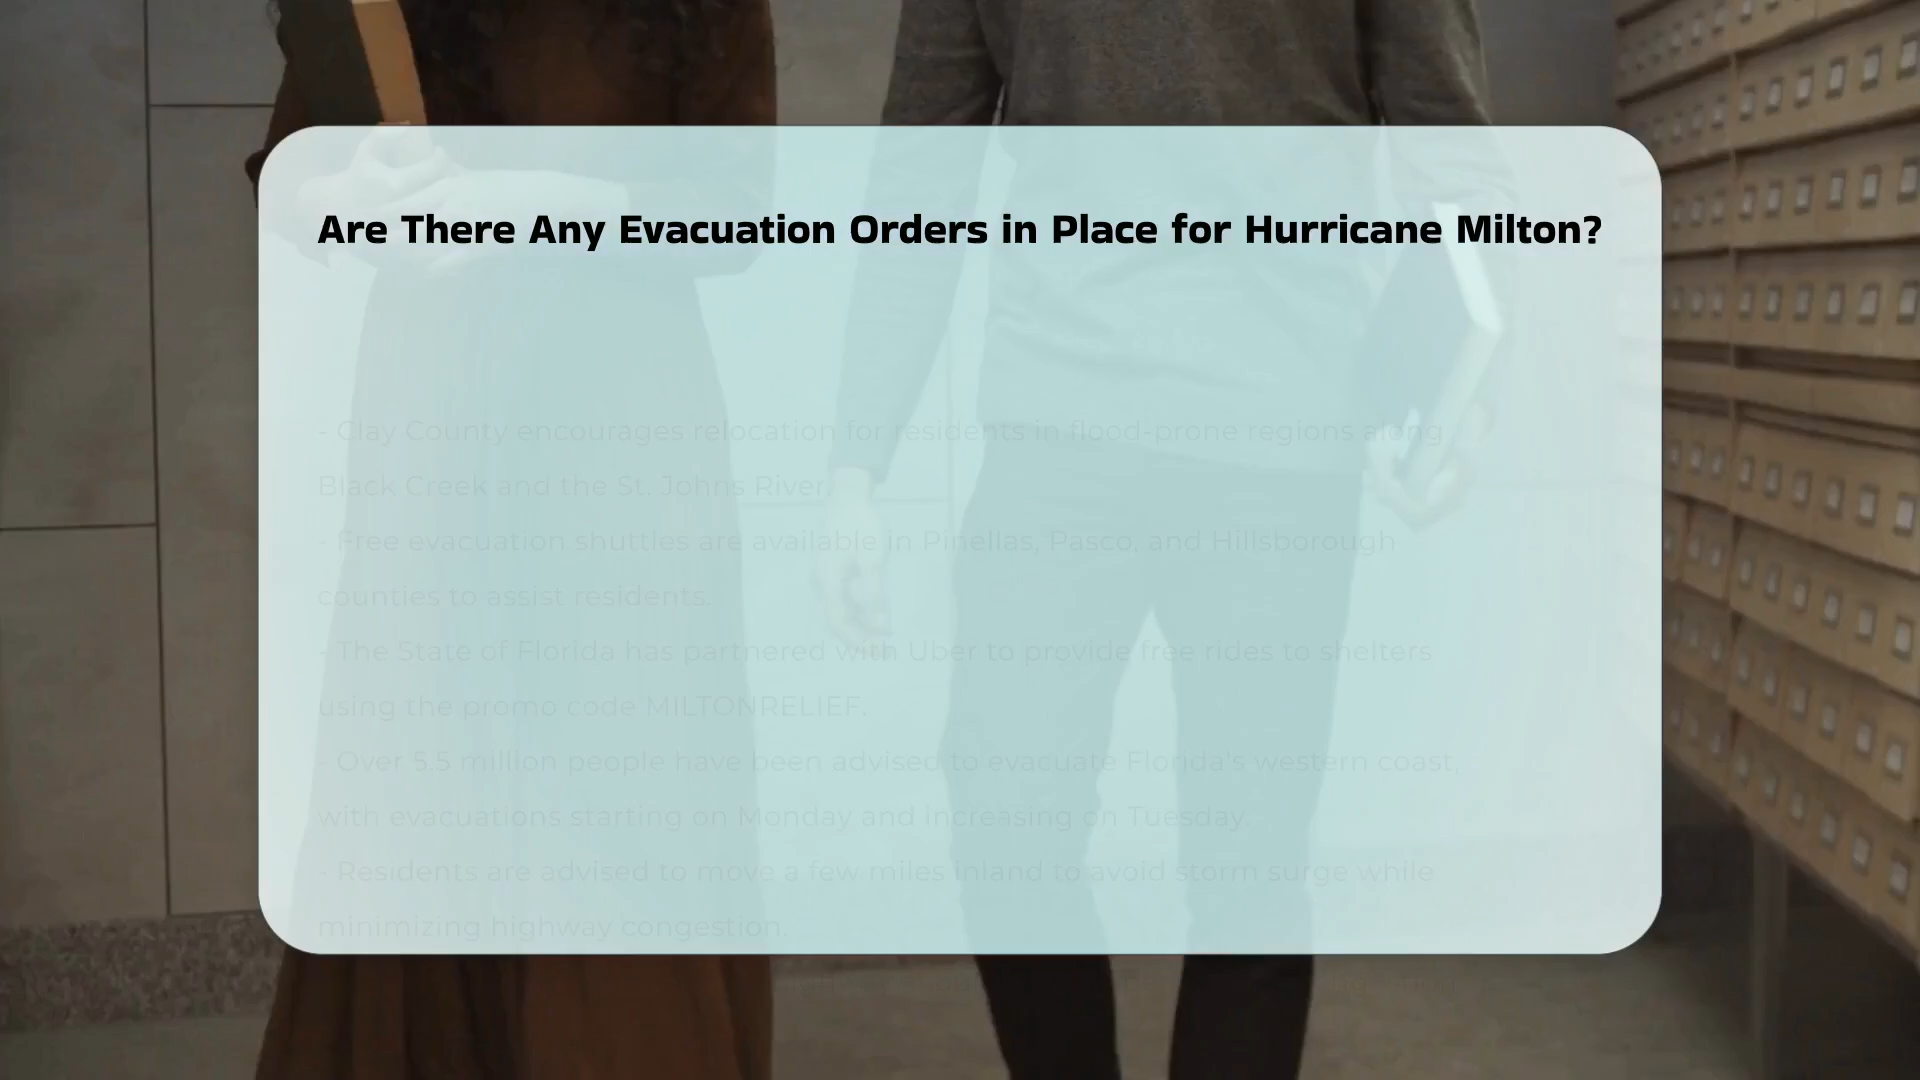 Are There Any Evacuation Orders in Place for Hurricane Milton?
- Clay County encourages relocation for residents in flood-prone regions along
Black Creek and the St. Johns River.
- Free evacuation shuttles are available in Pinellas, Pasco, and Hillsborough
counties to assist residents.
- The State of Florida has partnered with Uber to provide free rides to shelters
using the promo code MILTONRELIEF.
- Over 5.5 million people have been advised to evacuate Florida's western coast,
with evacuations starting on Monday and increasing on Tuesday.
- Residents are advised to move a few miles inland to avoid storm surge while
minimizing highway congestion.